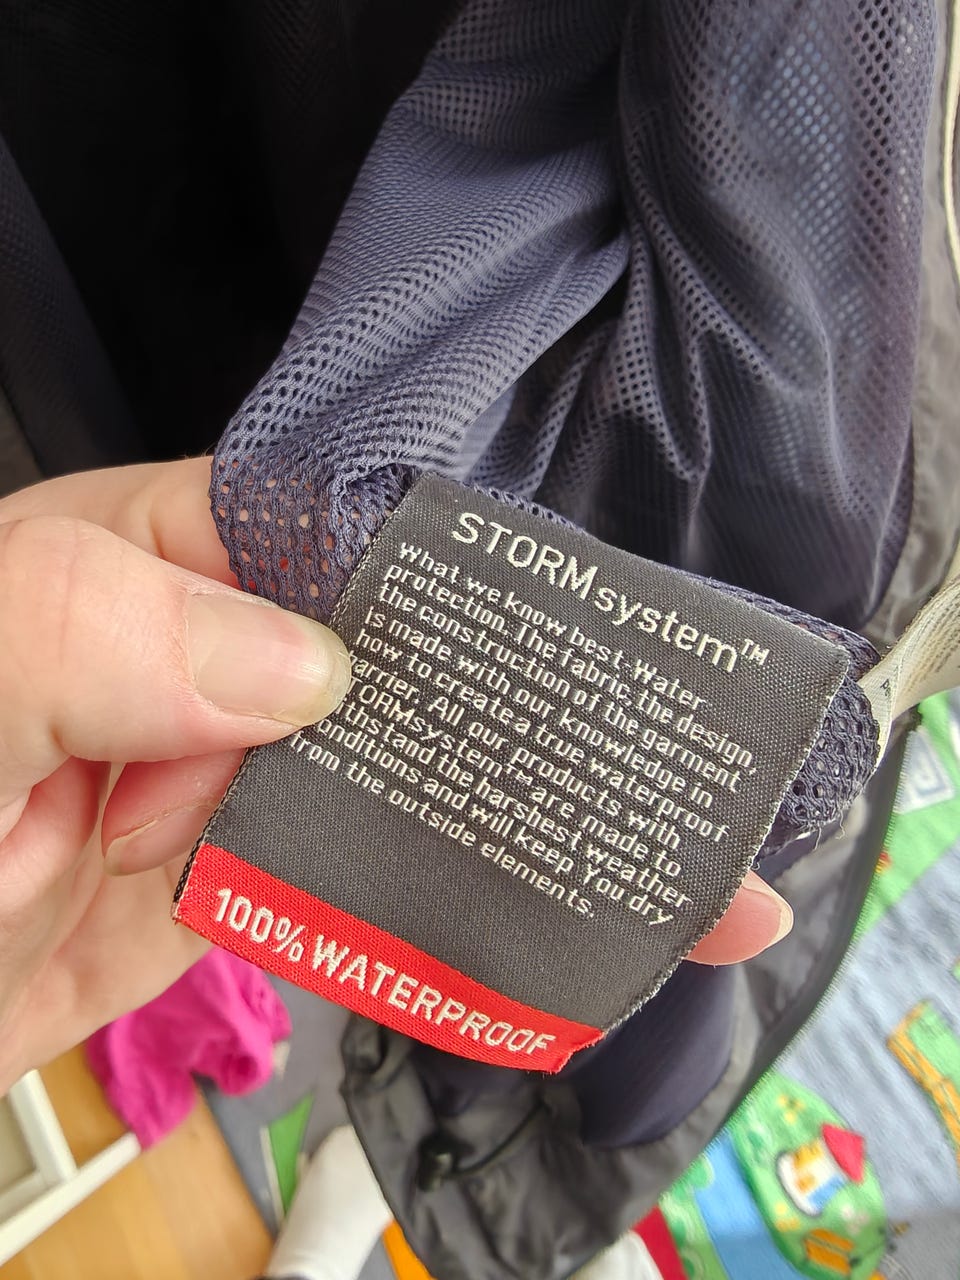 STORMsystem™
What we know best-Water
protection. The fabric, the design,
the construction of the garment
is made with our knowledge in
how to create a true waterproof
barrier. All our products with
STORMsystem™ are made to
withstand the harshest weather
conditions and will keep You dry
from the outside elements.
100% WATERPROOF